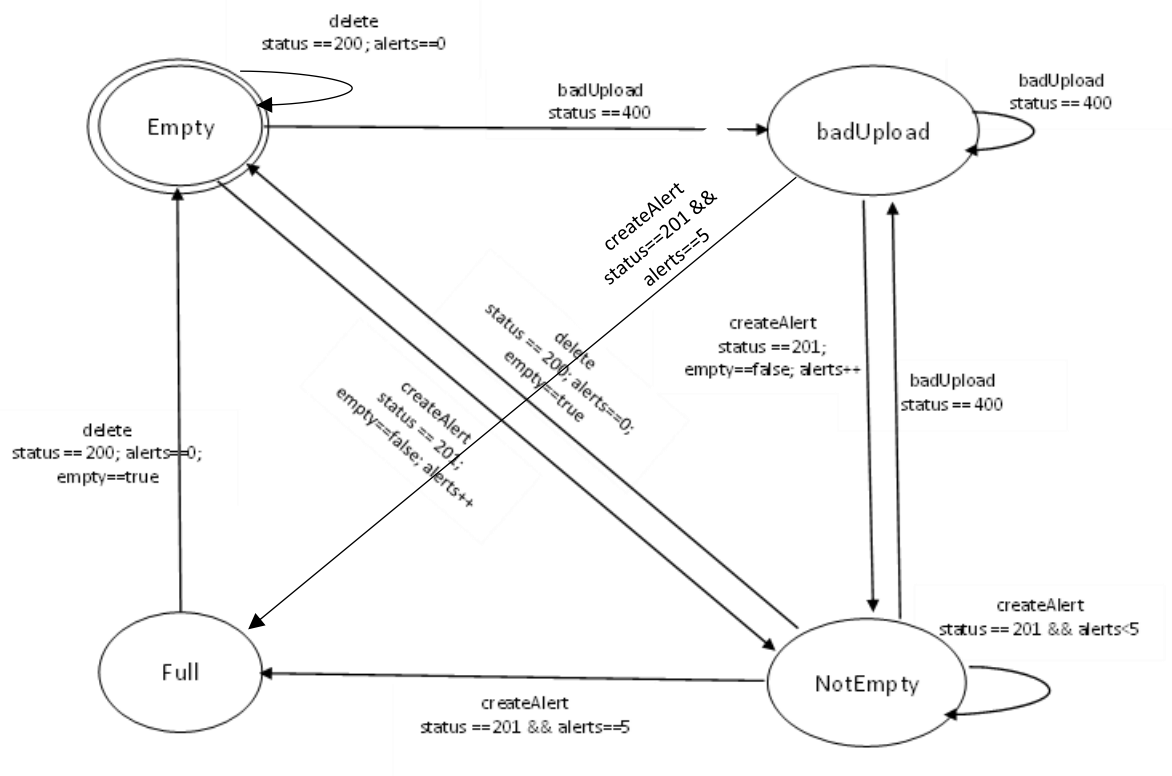 delete
status ==200; alerts==0
badUpload
status ==400
badUpload
status == 400
Empty
badUpload
createAlert
status==201 &&
alerts==5
delete
status == 200; alerts==0;
empty==true
createAlert
status ==201;
empty==false; alerts++
badUpload
status == 400
createAlert
status == 201;
empty==false; alerts++
delete
status == 200; alerts==0;
empty==true
createAlert
status == 201 && alerts<5
Full
NotEmpty
createAlert
status ==201 && alerts==5